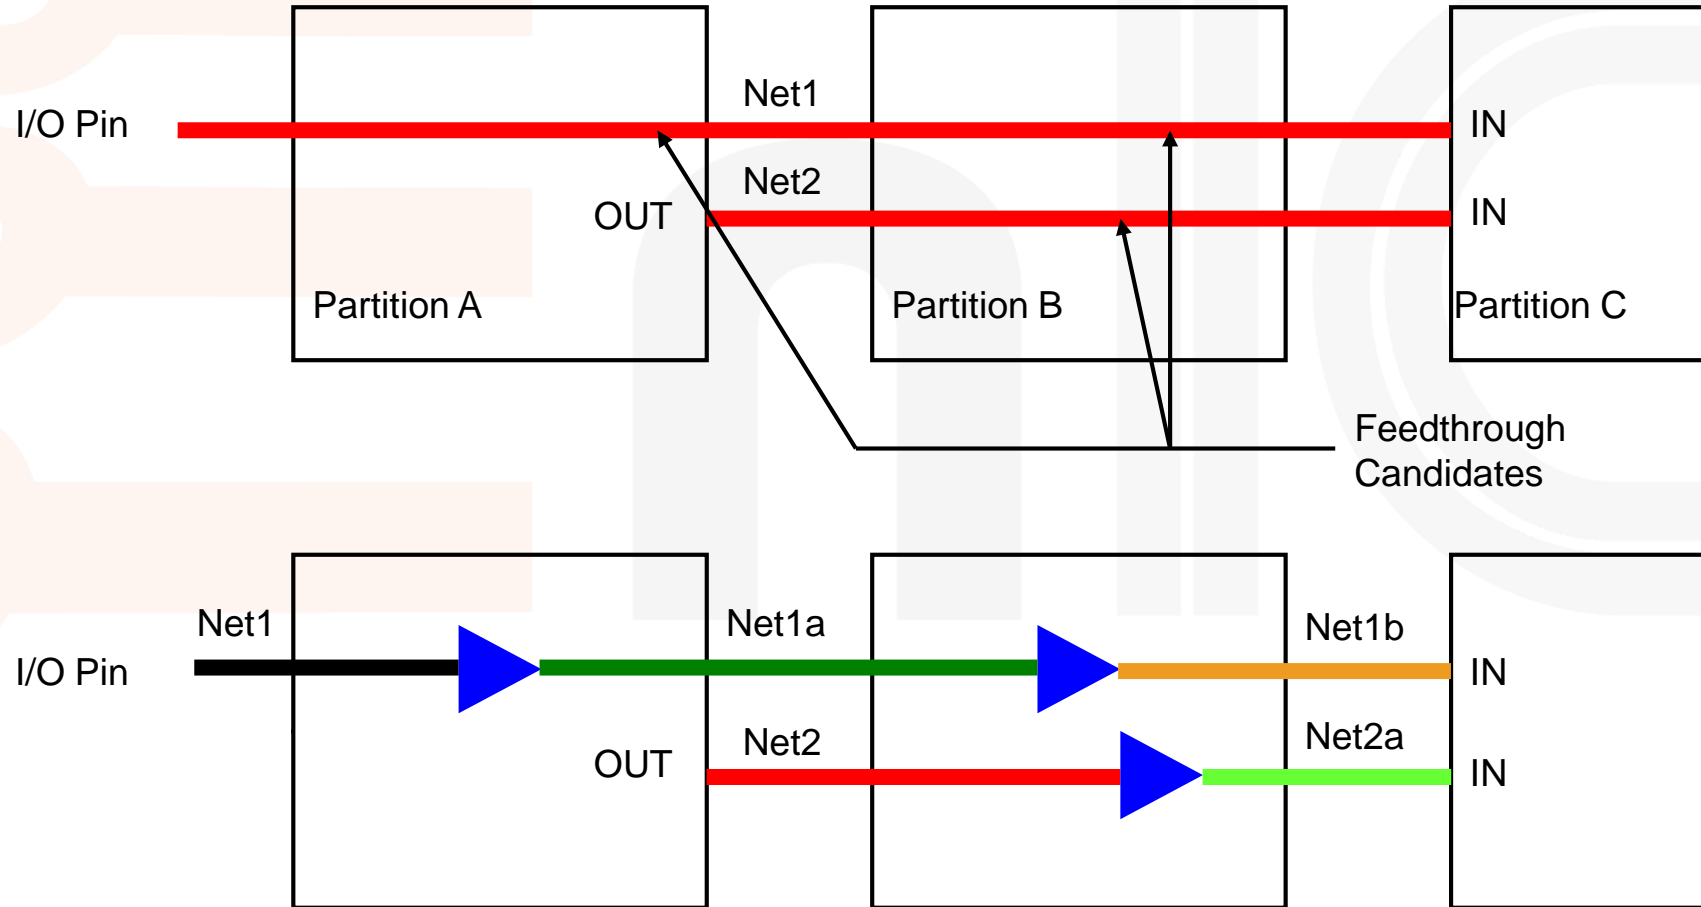 Net1
I/O Pin
IN
Net2
OUT
IN
Partition A
Partition B
Partition C
Feedthrough
Candidates
Net1
Net1a
Net1b
I/O Pin
IN
Net2
Net2a
OUT
IN